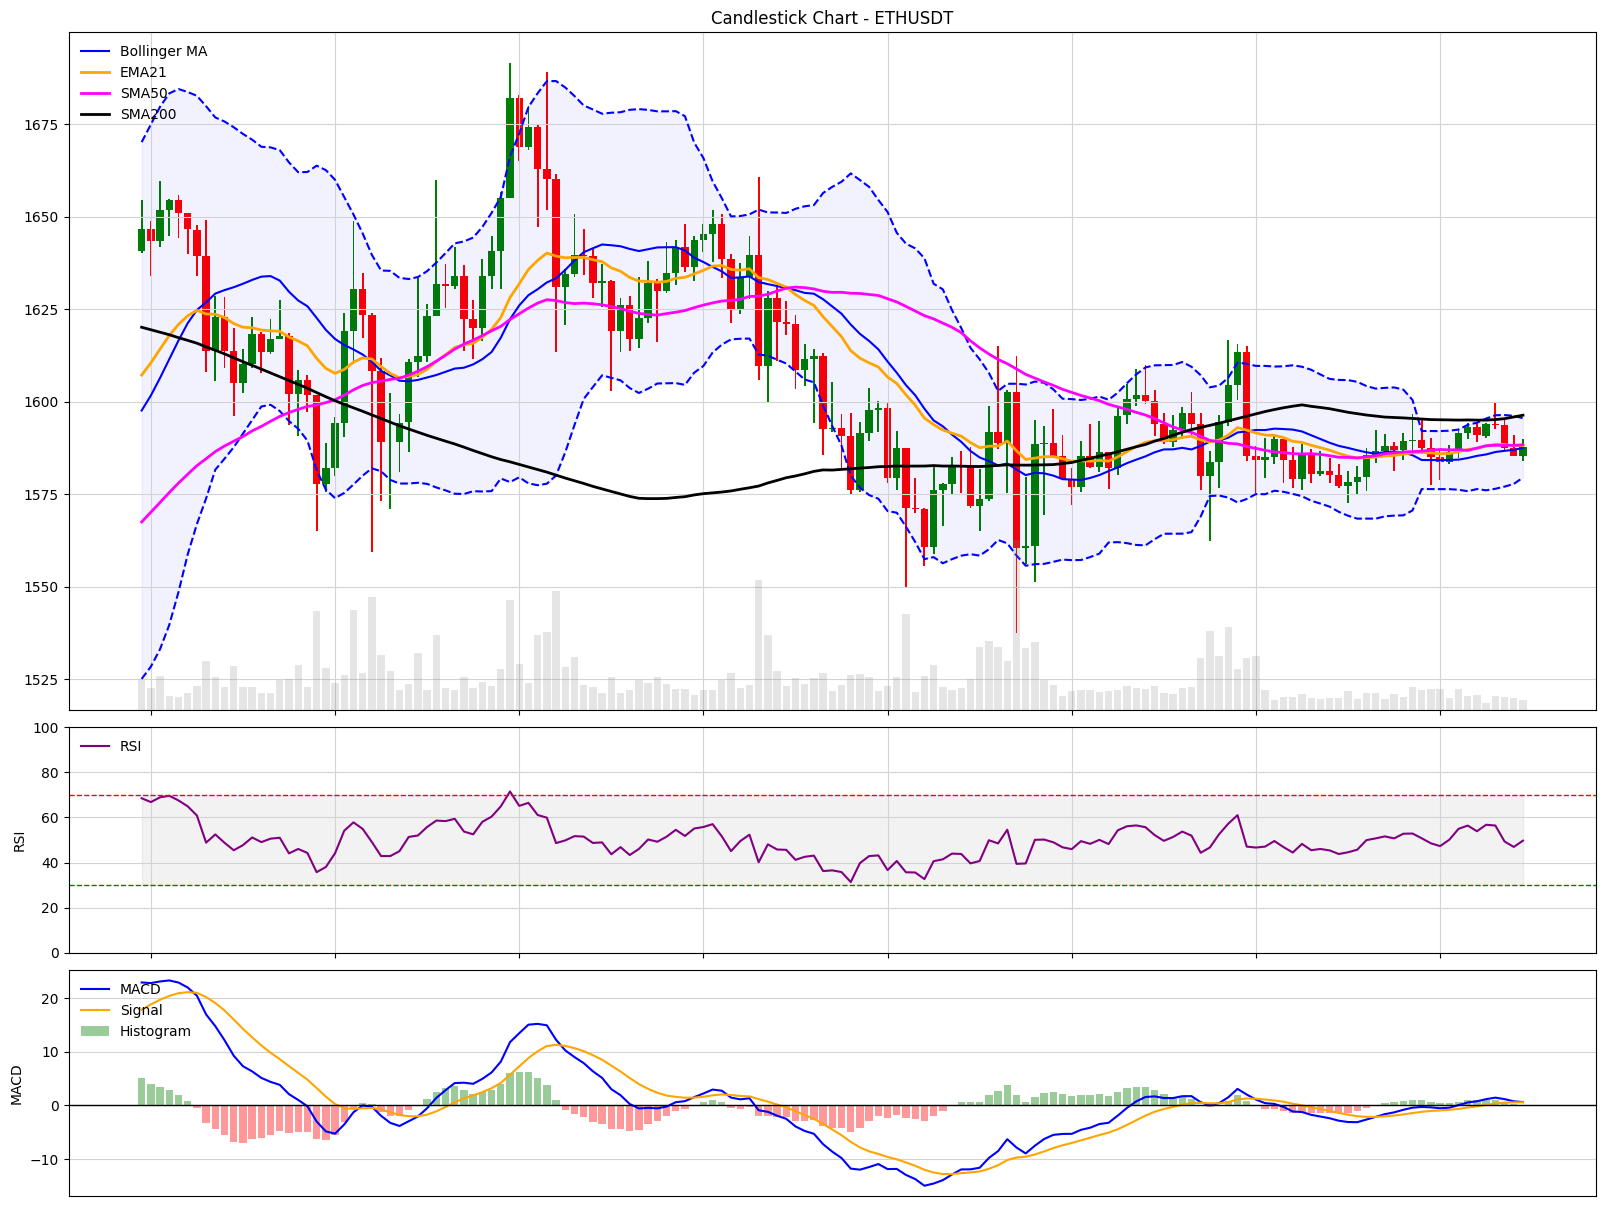 Candlestick Chart - ETHUSDT
Bollinger MA
EMA21
SMA50
SMA200
1675
1650
1625
1600
1575
1550
1525
RSI
100
80
60
40
20
0
RSI
MACD
Signal
Histogram
20
10
0
−10
MACD